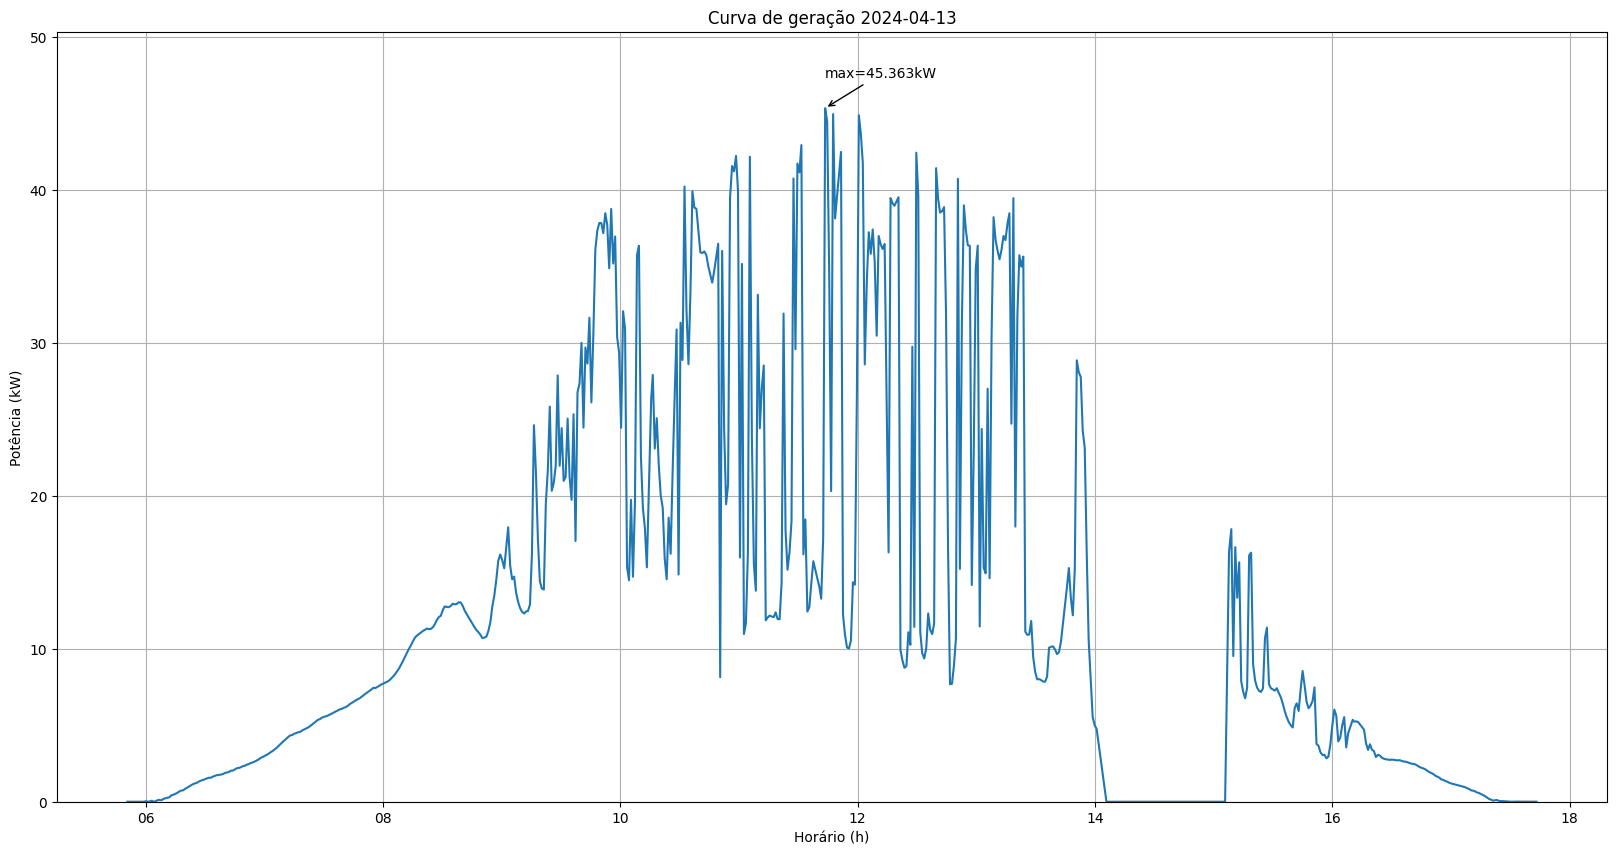 Curva de geração 2024-04-13
50
max=45.363kW
40
30
Potência (kW)
20
10
0
06 08 10 12 14 16 18
Horário (h)